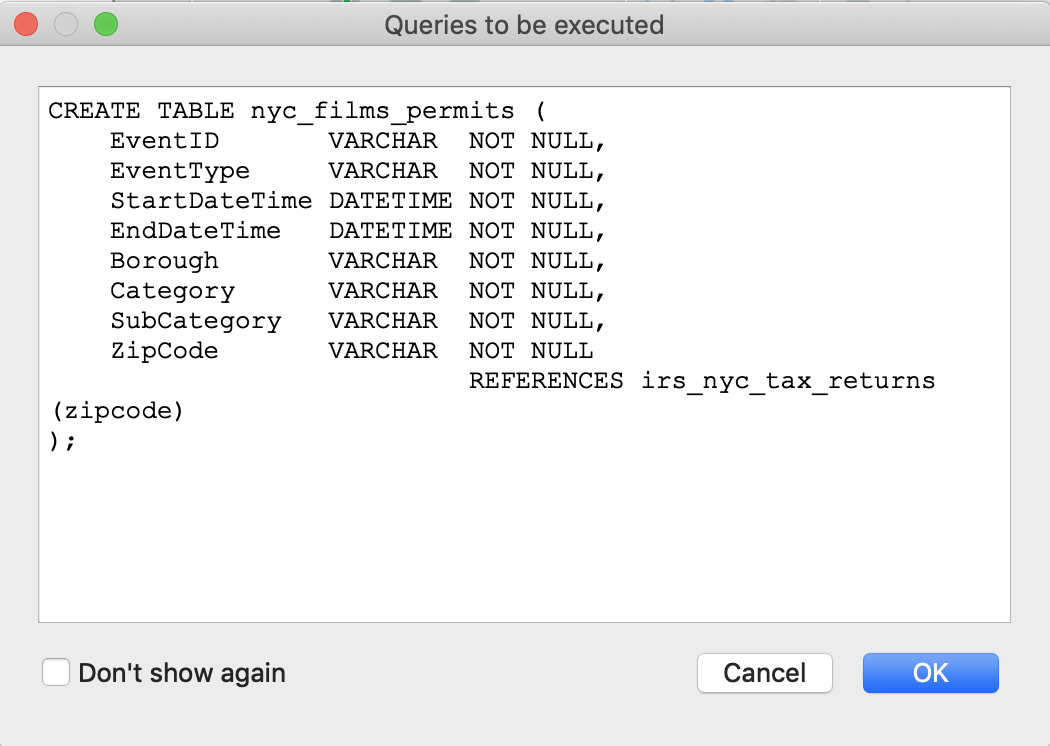 Queries to be executed
CREATE TABLE nyc_films_permits (
    EventID       VARCHAR  NOT NULL,
    EventType     VARCHAR  NOT NULL,
    StartDateTime DATETIME NOT NULL,
    EndDateTime   DATETIME NOT NULL,
    Borough       VARCHAR  NOT NULL,
    Category      VARCHAR  NOT NULL,
    SubCategory   VARCHAR  NOT NULL,
    ZipCode       VARCHAR  NOT NULL
                           REFERENCES irs_nyc_tax_returns
(zipcode)
);
Don't show again
Cancel
OK